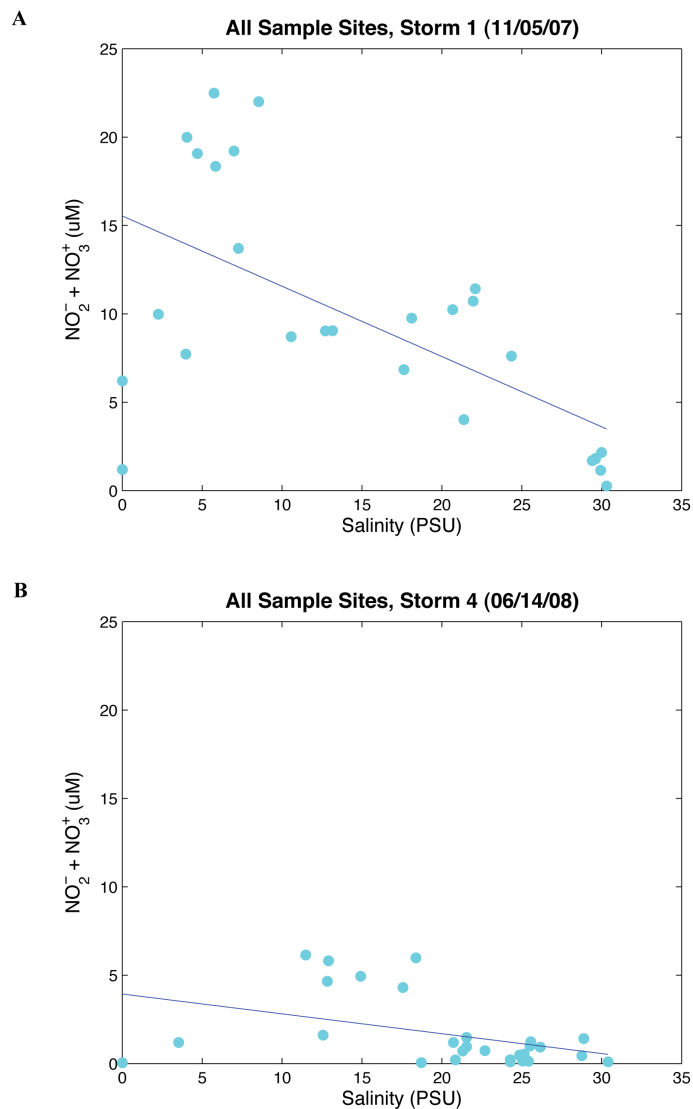 A
All Sample Sites, Storm 1 (11/05/07)
25
20
15
10
5
0
NO₂⁻ + NO₃⁺ (uM)
0 5 10 15 20 25 30 35
Salinity (PSU)
B
All Sample Sites, Storm 4 (06/14/08)
25
20
15
10
5
0
NO₂⁻ + NO₃⁺ (uM)
0 5 10 15 20 25 30 35
Salinity (PSU)